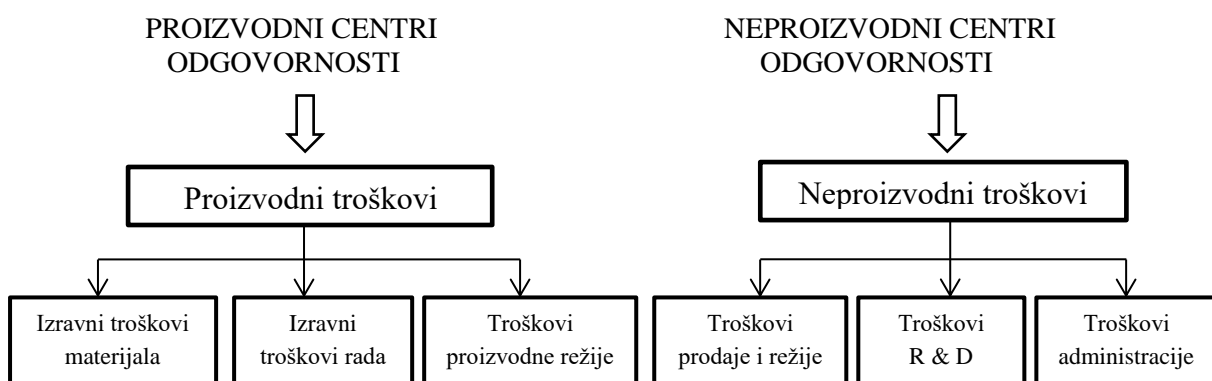 PROIZVODNI CENTRI
ODGOVORNOSTI
NEPROIZVODNI CENTRI
ODGOVORNOSTI
Proizvodni troškovi
Neproizvodni troškovi
Izravni troškovi
materijala
Izravni
troškovi rada
Troškovi
proizvodne režije
Troškovi
prodaje i režije
Troškovi
R & D
Troškovi
administracije